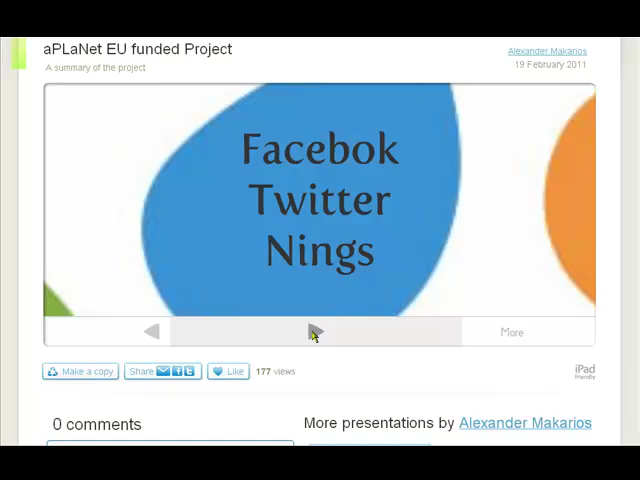 aPLaNet EU funded Project
Alexander Makarios
A summary of the project
19 February 2011
Facebok
Twitter
Nings
More
Make a copy
Share
Like
177 views
iPad
friendly
0 comments
More presentations by Alexander Makarios